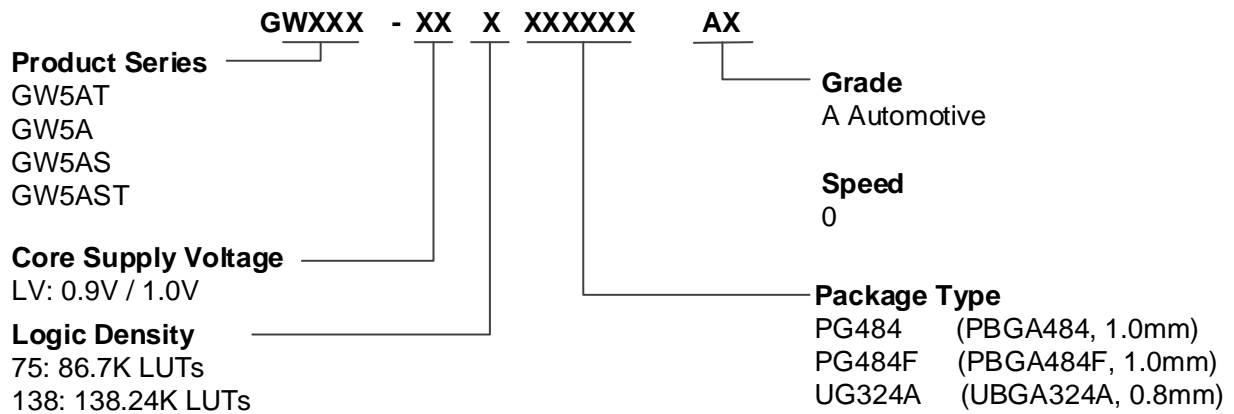 GWXXX - XX X XXXXXX AX
Product Series
GW5AT
GW5A
GW5AS
GW5AST
Core Supply Voltage
LV: 0.9V / 1.0V
Logic Density
75: 86.7K LUTs
138: 138.24K LUTs
Grade
A Automotive
Speed
0
Package Type
PG484 (PBGA484, 1.0mm)
PG484F (PBGA484F, 1.0mm)
UG324A (UBGA324A, 0.8mm)